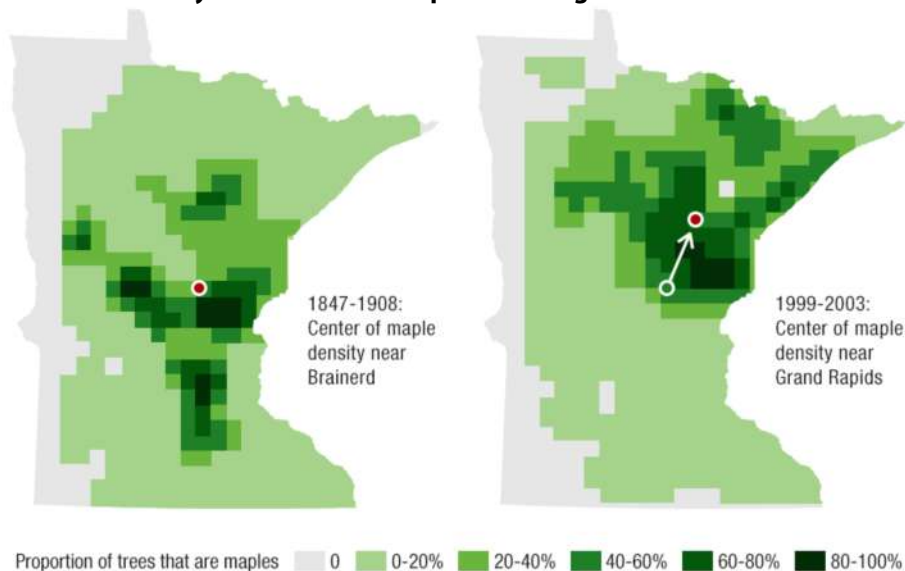 1847-1908:
Center of maple
density near
Brainerd
1999-2003:
Center of maple
density near
Grand Rapids
Proportion of trees that are maples 0 0-20% 20-40% 40-60% 60-80% 80-100%